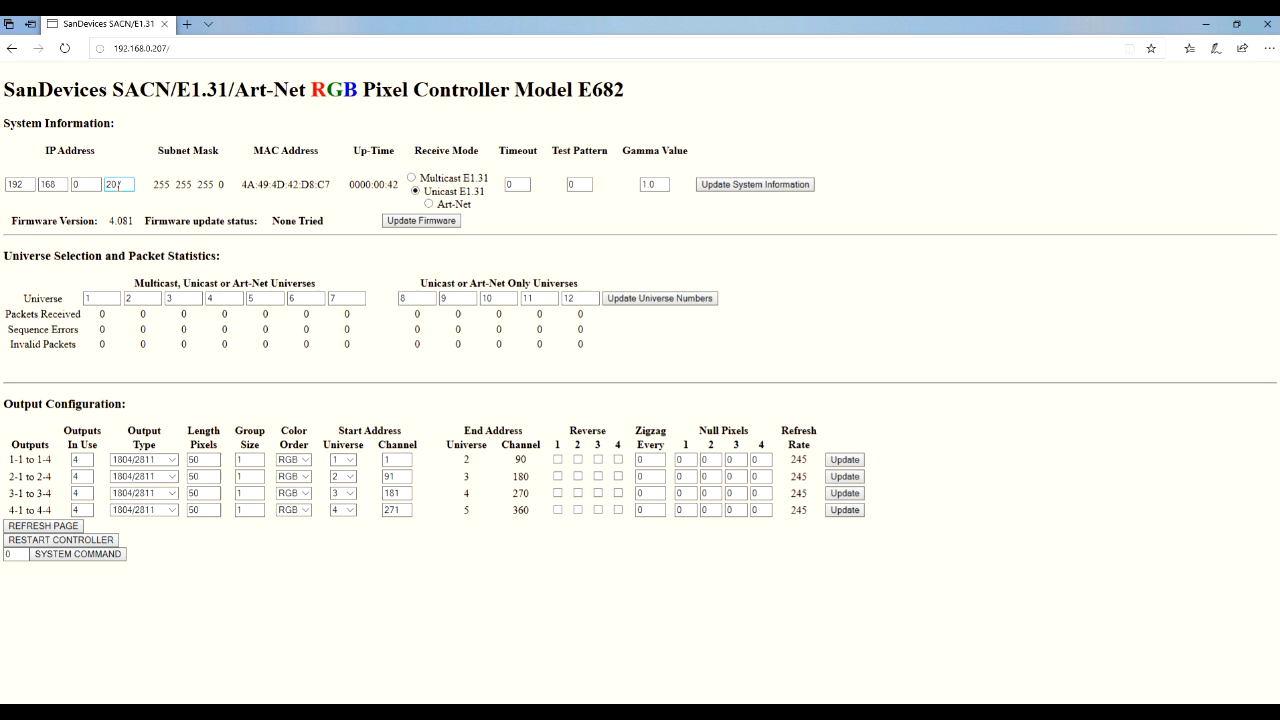 SanDevices SACN/E1.31
192.168.0.207/
SanDevices SACN/E1.31/Art-Net RGB Pixel Controller Model E682
System Information:
IP Address Subnet Mask MAC Address Up-Time Receive Mode Timeout Test Pattern Gamma Value
Multicast E1.31
192 168 0 255 255 255 0 4A:49:4D:42:D8:C7 0000:00:42 Unicast E1.31 0 0 1.0 Update System Information
Art-Net
Firmware Version: 4.081 Firmware update status: None Tried Update Firmware
Universe Selection and Packet Statistics:
Multicast, Unicast or Art-Net Universes Unicast or Art-Net Only Universes
Universe 1 2 3 4 5 6 7 8 9 10 11 12 Update Universe Numbers
Packets Received 0 0 0 0 0 0 0 0 0 0 0 0
Sequence Errors 0 0 0 0 0 0 0 0 0 0 0 0
Invalid Packets 0 0 0 0 0 0 0 0 0 0 0 0
Output Configuration:
Outputs Output Length Group Color Start Address End Address Reverse Zigzag Null Pixels Refresh
Outputs In Use Type Pixels Size Order Universe Channel Universe Channel 1 2 3 4 Every 1 2 3 4 Rate
1-1 to 1-4 4 1804/2811 50 1 RGB 1 1 2 90 0 0 0 0 0 245 Update
2-1 to 2-4 4 1804/2811 50 1 RGB 2 91 3 180 0 0 0 0 0 245 Update
3-1 to 3-4 4 1804/2811 50 1 RGB 3 181 4 270 0 0 0 0 0 245 Update
4-1 to 4-4 4 1804/2811 50 1 RGB 4 271 5 360 0 0 0 0 0 245 Update
REFRESH PAGE
RESTART CONTROLLER
0 SYSTEM COMMAND